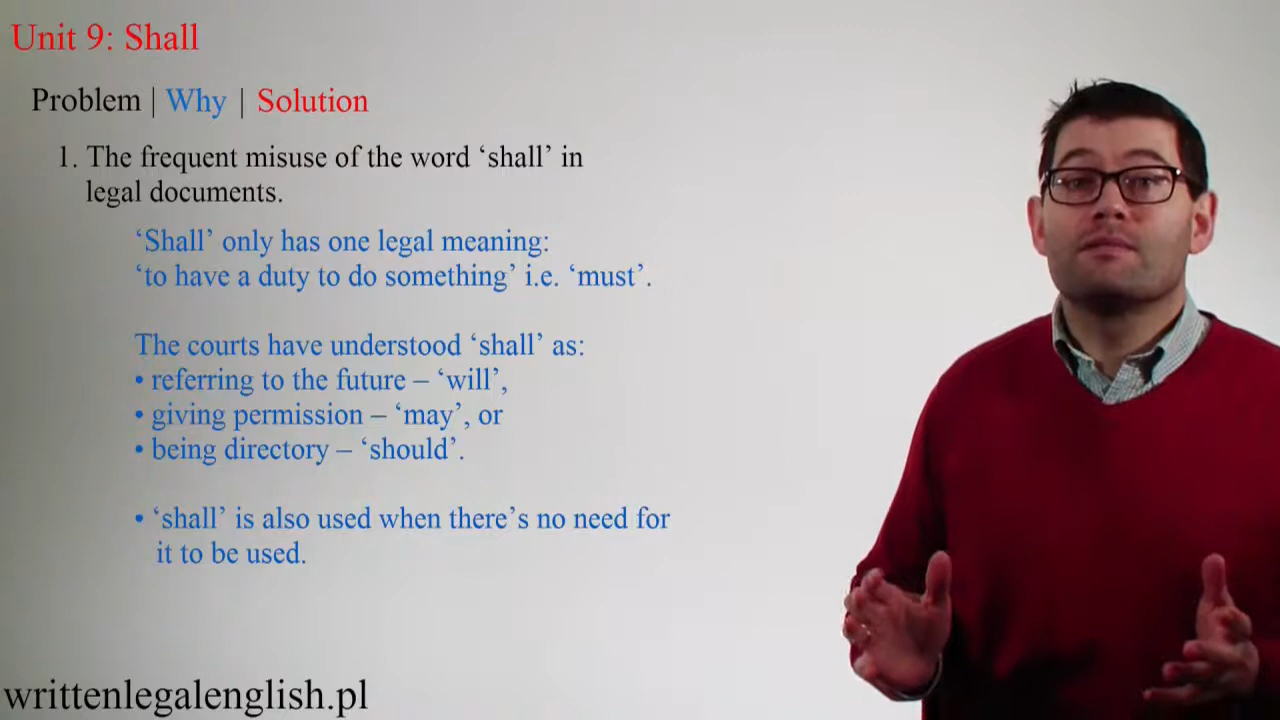 Unit 9: Shall
Problem | Why | Solution
1. The frequent misuse of the word ‘shall’ in
legal documents.
‘Shall’ only has one legal meaning:
‘to have a duty to do something’ i.e. ‘must’.
The courts have understood ‘shall’ as:
• referring to the future – ‘will’,
• giving permission – ‘may’, or
• being directory – ‘should’.
• ‘shall’ is also used when there’s no need for
it to be used.
writtenlegalenglish.pl